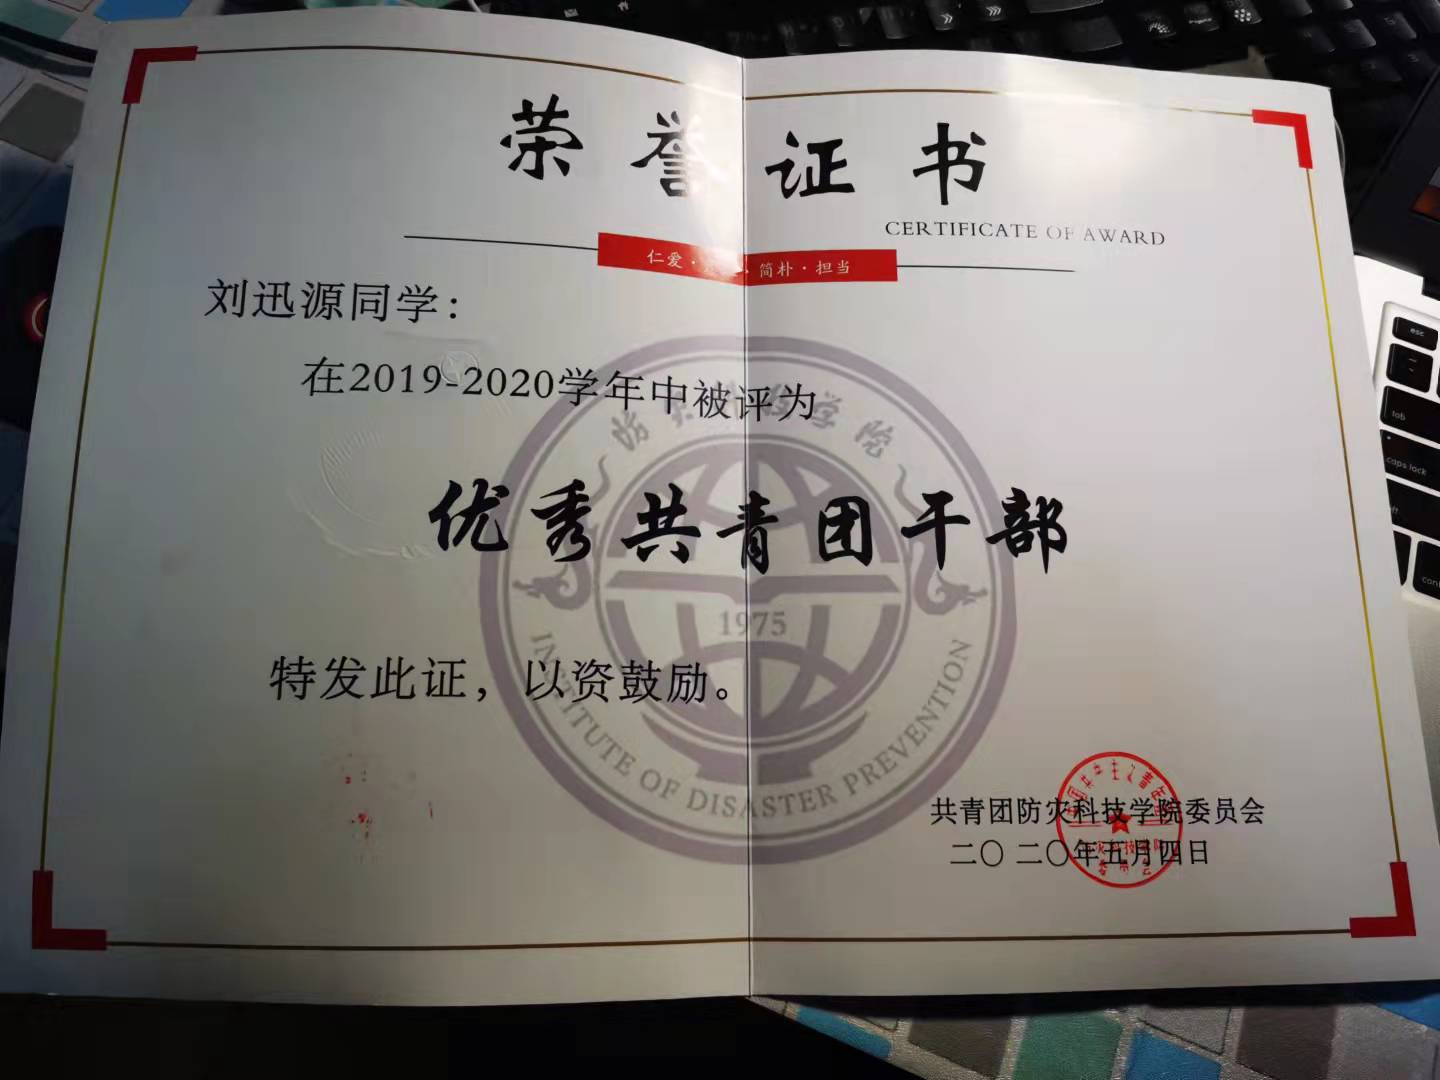 荣誉证书
CERTIFICATE OF AWARD
仁爱· · 简朴·担当
刘迅源同学：
在2019-2020学年中被评为
防灾科技学院
优秀共青团干部
1975
INSTITUTE OF DISASTER PREVENTION
特发此证，以资鼓励。
共青团防灾科技学院委员会
二〇二〇年五月四日
esc
tab
caps lock